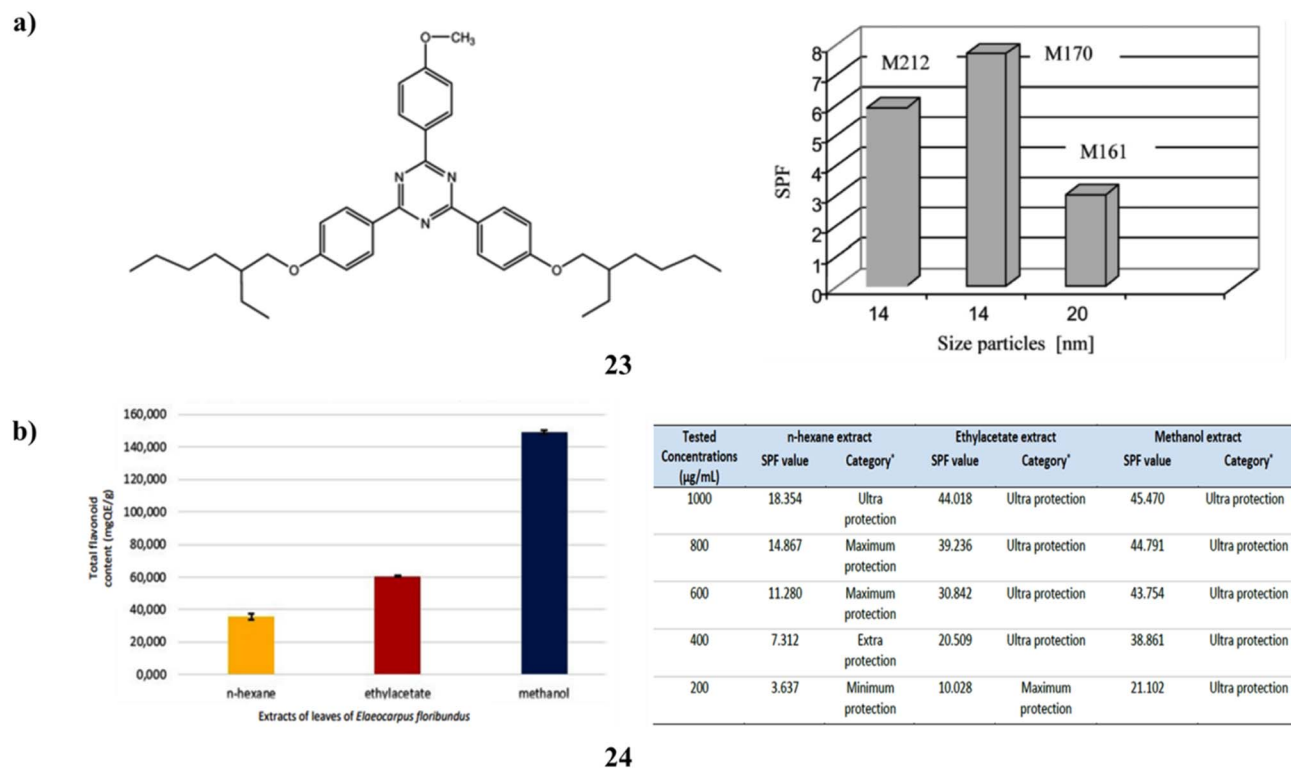 a)
O—CH₃
N N
N
O O
23
SPF
8
7
6
5
4
3
2
1
0
M212
M170
M161
14 14 20
Size particles [nm]
b)
Total flavonoid
content (mgQE/g)
160,000
140,000
120,000
100,000
80,000
60,000
40,000
20,000
0,000
n-hexane ethylacetate methanol
Extracts of leaves of Elaeocarpus floribundus
Tested Concentrations (µg/mL) n-hexane extract Ethylacetate extract Methanol extract
SPF value Category* SPF value Category* SPF value Category*
1000 18.354 Ultra protection 44.018 Ultra protection 45.470 Ultra protection
800 14.867 Maximum protection 39.236 Ultra protection 44.791 Ultra protection
600 11.280 Maximum protection 30.842 Ultra protection 43.754 Ultra protection
400 7.312 Extra protection 20.509 Ultra protection 38.861 Ultra protection
200 3.637 Minimum protection 10.028 Maximum protection 21.102 Ultra protection
24